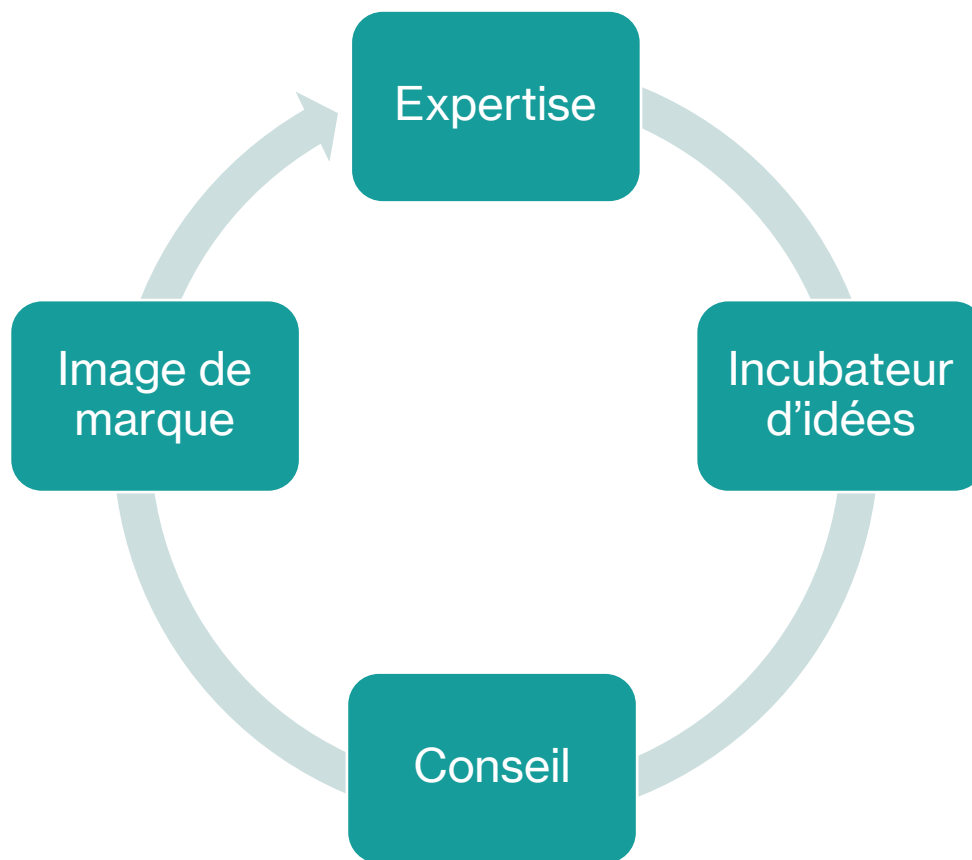 Expertise
Incubateur
d’idées
Conseil
Image de
marque